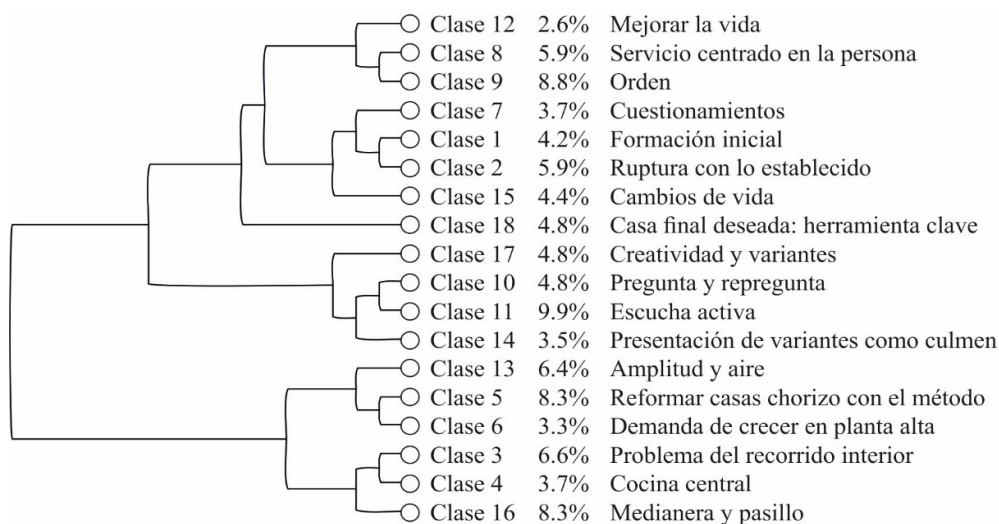 Clase 12 2.6% Mejorar la vida
Clase 8 5.9% Servicio centrado en la persona
Clase 9 8.8% Orden
Clase 7 3.7% Cuestionamientos
Clase 1 4.2% Formación inicial
Clase 2 5.9% Ruptura con lo establecido
Clase 15 4.4% Cambios de vida
Clase 18 4.8% Casa final deseada: herramienta clave
Clase 17 4.8% Creatividad y variantes
Clase 10 4.8% Pregunta y repregunta
Clase 11 9.9% Escucha activa
Clase 14 3.5% Presentación de variantes como culmen
Clase 13 6.4% Amplitud y aire
Clase 5 8.3% Reformar casas chorizo con el método
Clase 6 3.3% Demanda de crecer en planta alta
Clase 3 6.6% Problema del recorrido interior
Clase 4 3.7% Cocina central
Clase 16 8.3% Medianera y pasillo